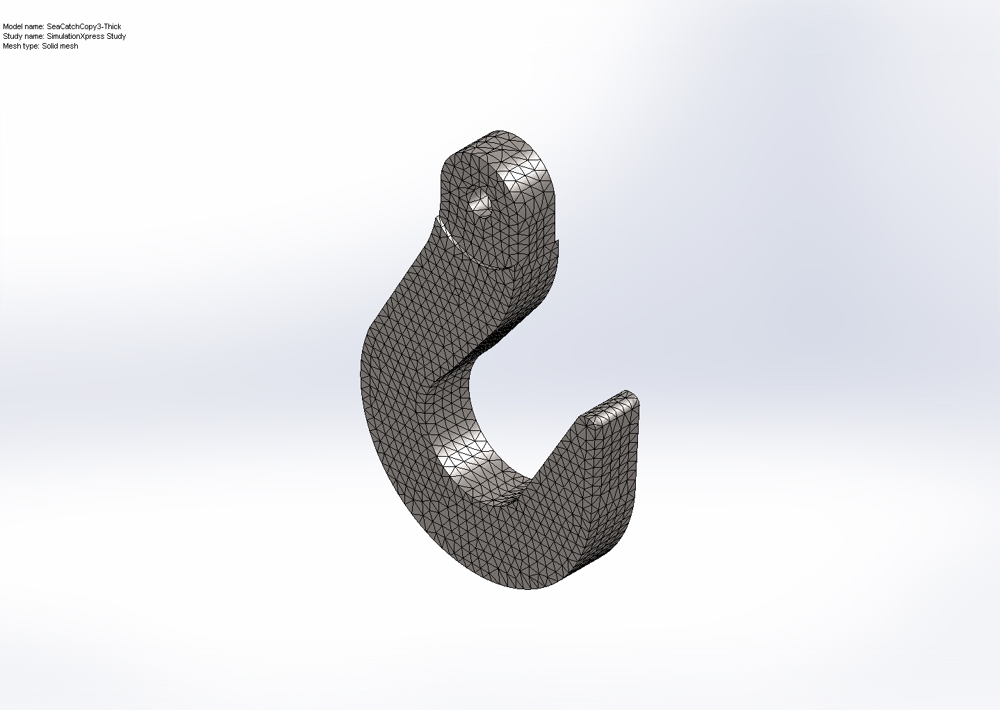 Model name: SeaCatchCopy3-Thick
Study name: SimulationXpress Study
Mesh type: Solid mesh